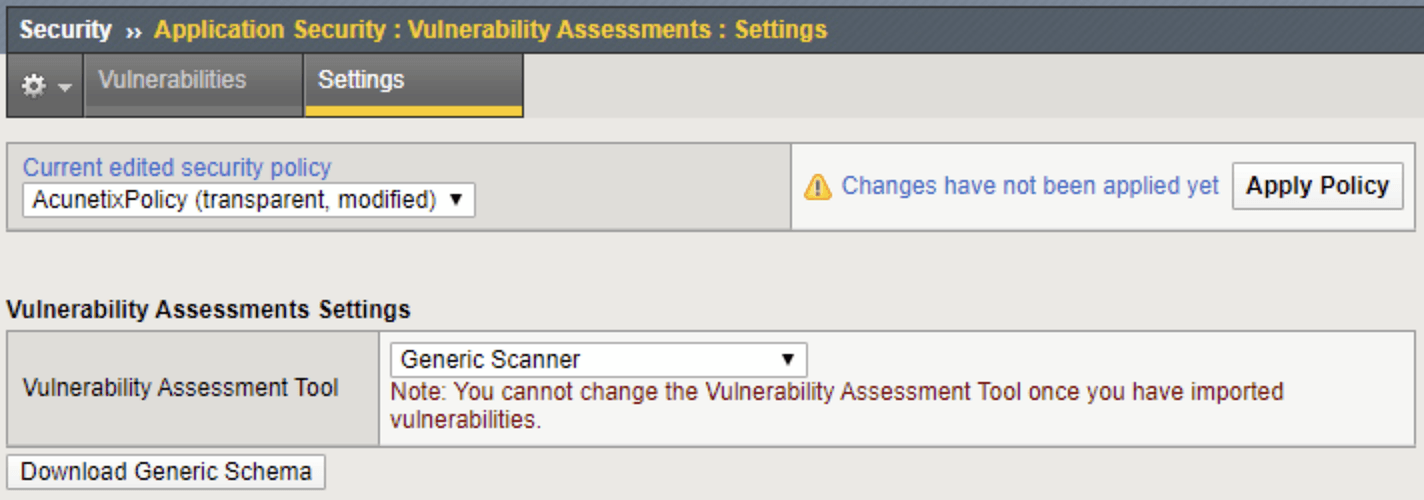 Security ›› Application Security : Vulnerability Assessments : Settings
Vulnerabilities Settings
Current edited security policy
AcunetixPolicy (transparent, modified)
Changes have not been applied yet Apply Policy
Vulnerability Assessments Settings
Vulnerability Assessment Tool
Generic Scanner
Note: You cannot change the Vulnerability Assessment Tool once you have imported
vulnerabilities.
Download Generic Schema